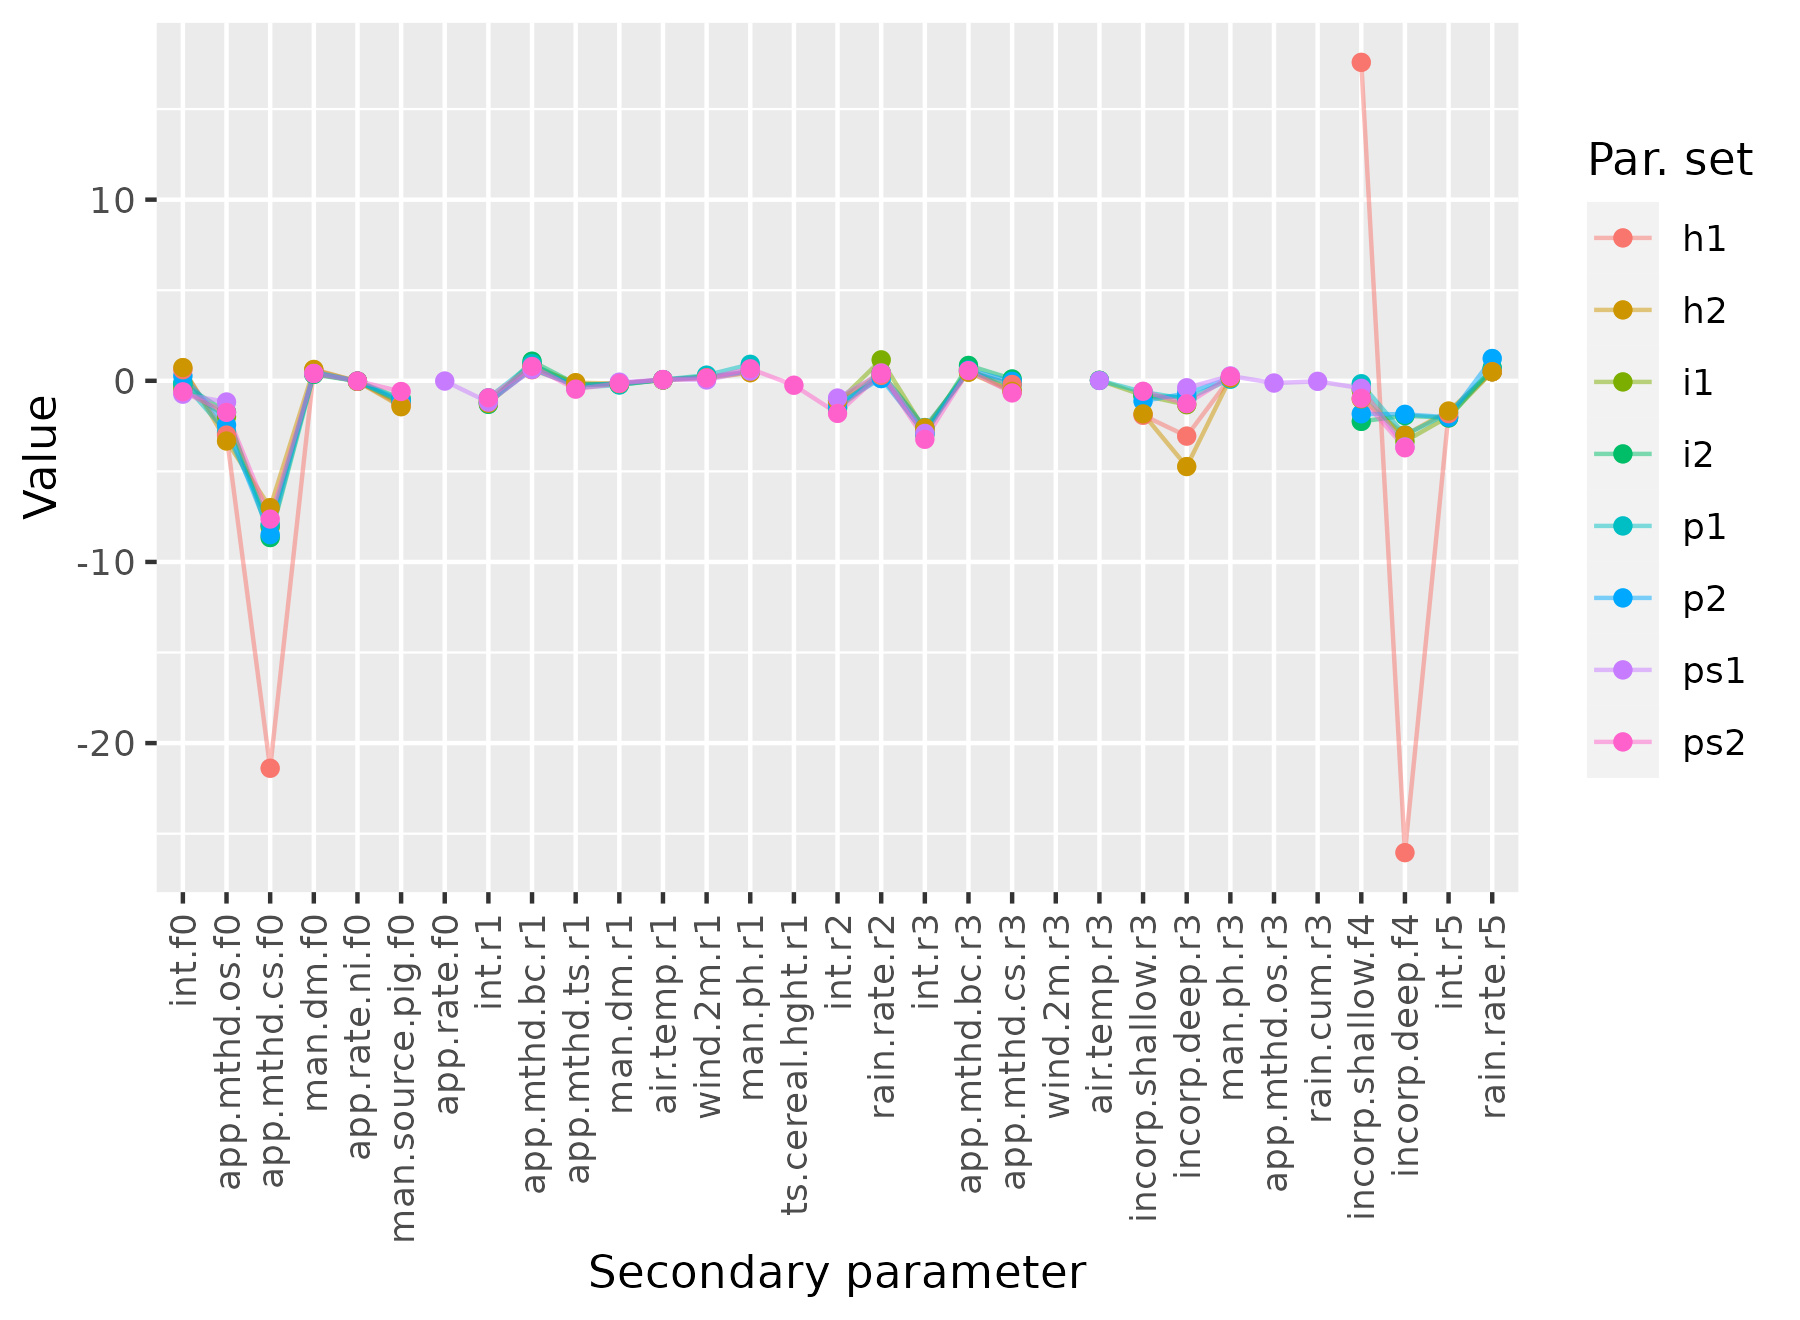 Value
10
0
-10
-20
int.f0
app.mthd.os.f0
app.mthd.cs.f0
man.dm.f0
app.rate.ni.f0
man.source.pig.f0
app.rate.f0
int.r1
app.mthd.bc.r1
app.mthd.ts.r1
man.dm.r1
air.temp.r1
wind.2m.r1
man.ph.r1
ts.cereal.hght.r1
int.r2
rain.rate.r2
int.r3
app.mthd.bc.r3
app.mthd.cs.r3
wind.2m.r3
air.temp.r3
incorp.shallow.r3
incorp.deep.r3
man.ph.r3
app.mthd.os.r3
rain.cum.r3
incorp.shallow.f4
incorp.deep.f4
int.r5
rain.rate.r5
Secondary parameter
Par. set
h1
h2
i1
i2
p1
p2
ps1
ps2